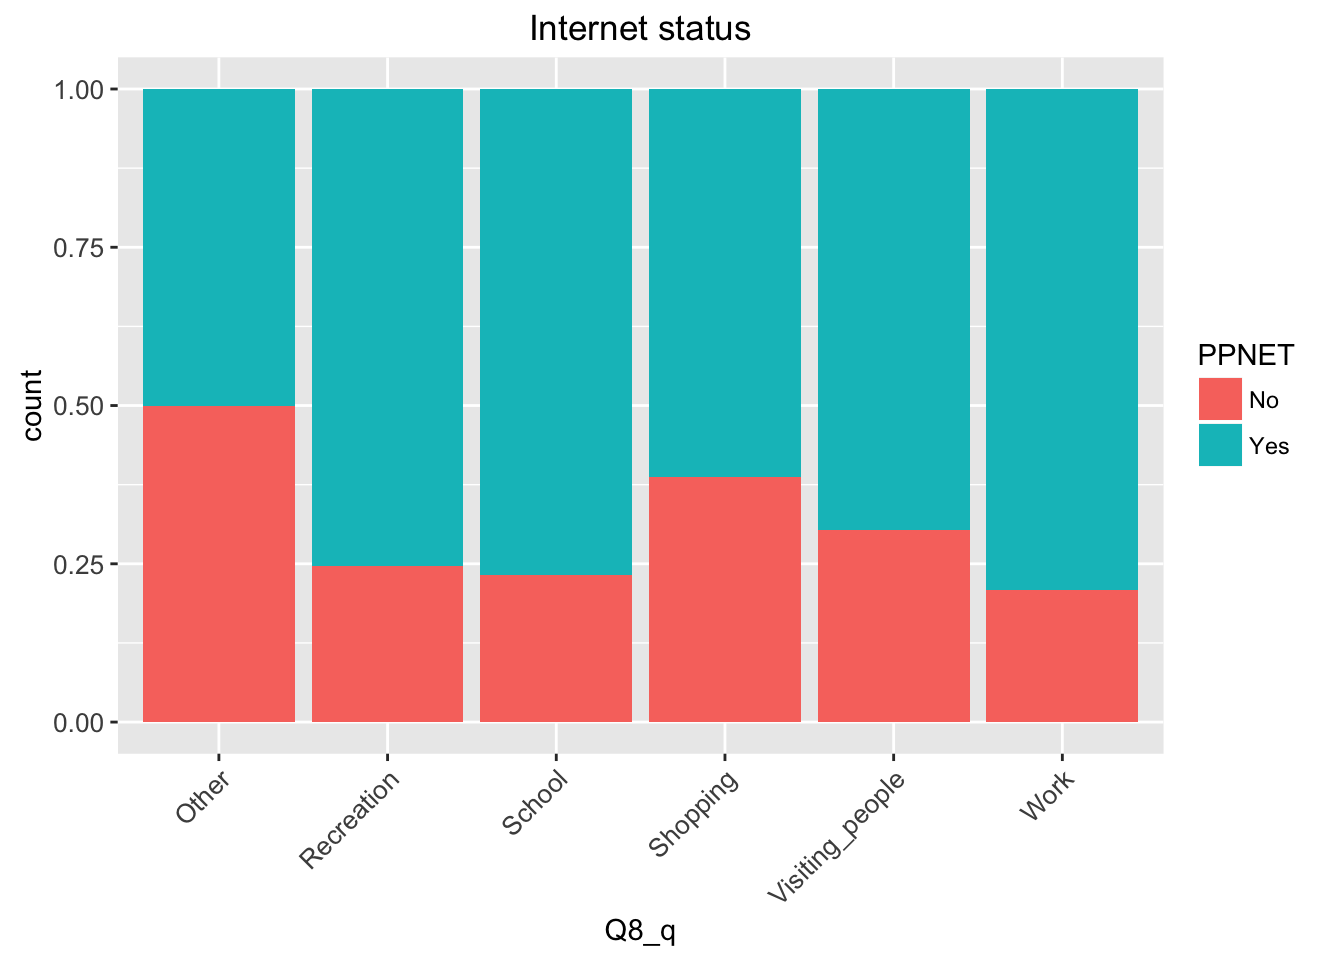 Internet status
1.00
0.75
0.50
0.25
0.00
count
Other
Recreation
School
Shopping
Visiting_people
Work
Q8_q
PPNET
No
Yes